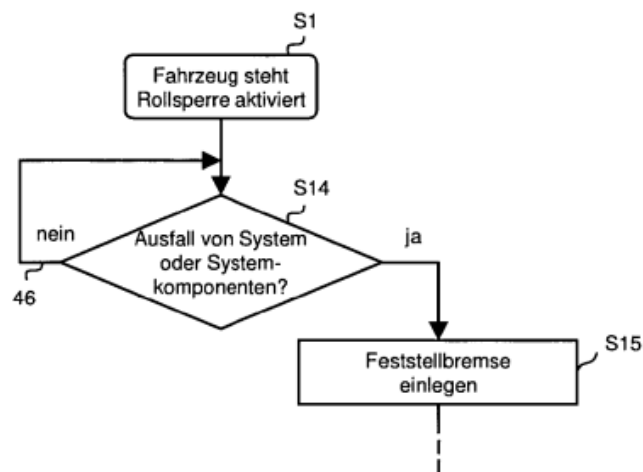 S1
Fahrzeug steht
Rollsperre aktiviert
S14
nein
Ausfall von System
oder System-
komponenten?
ja
46
S15
Feststellbremse
einlegen